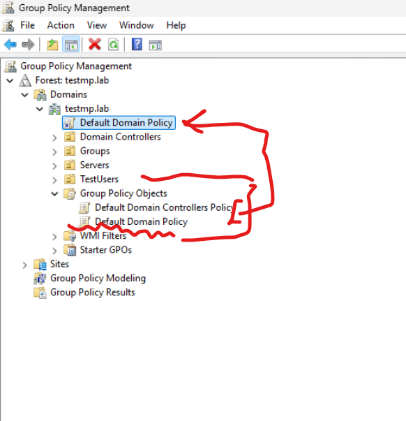 Group Policy Management
File Action View Window Help
Group Policy Management
Forest: testmp.lab
Domains
testmp.lab
Default Domain Policy
Domain Controllers
Groups
Servers
TestUsers
Group Policy Objects
Default Domain Controllers Policy
Default Domain Policy
WMI Filters
Starter GPOs
Sites
Group Policy Modeling
Group Policy Results